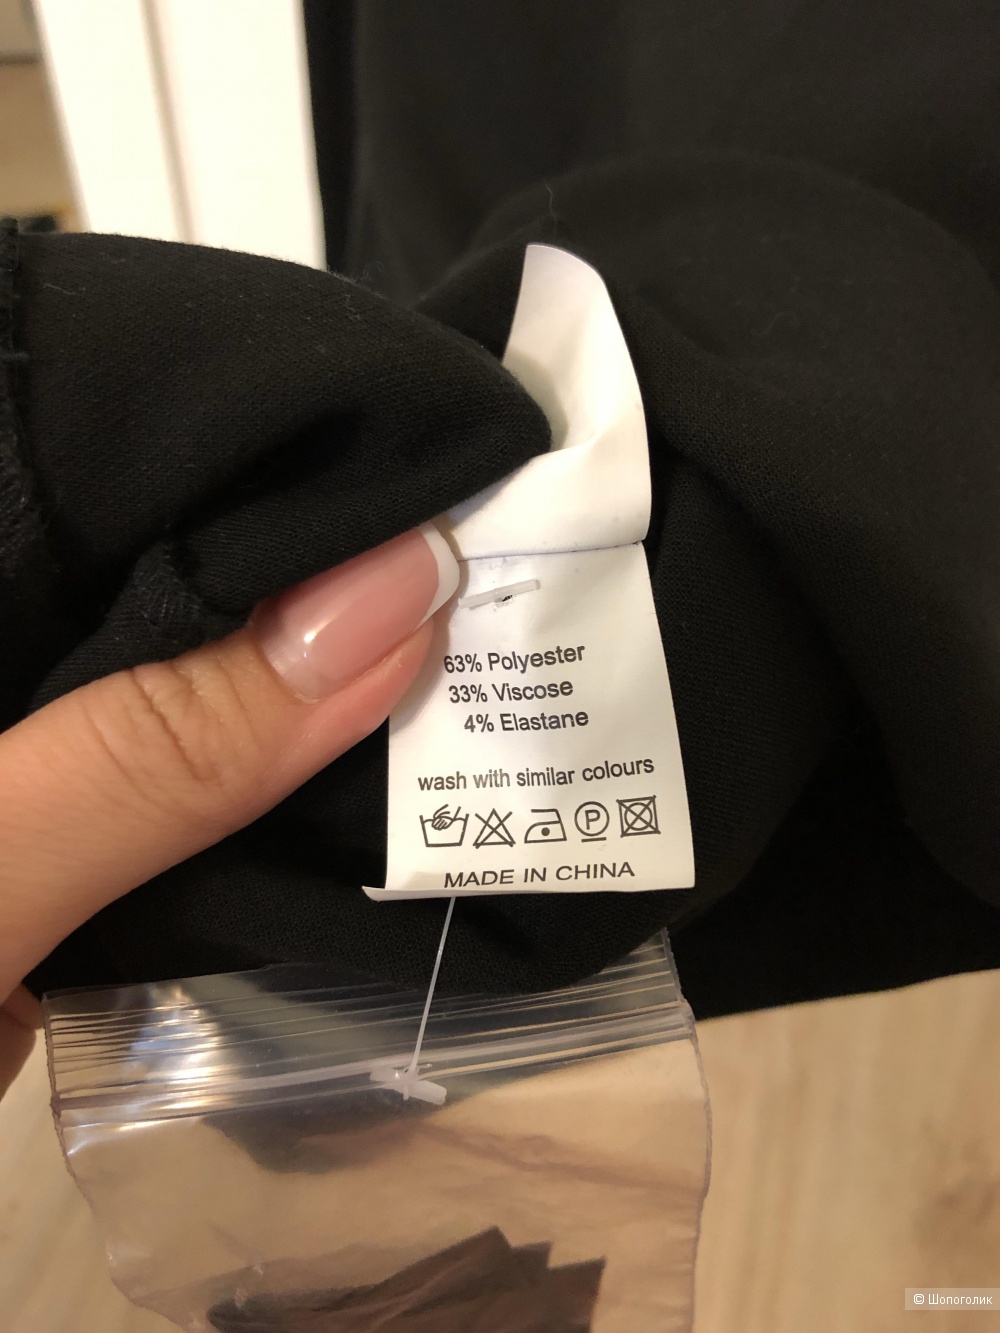 63% Polyester
33% Viscose
4% Elastane
wash with similar colours
P
MADE IN CHINA
© Шопоголик